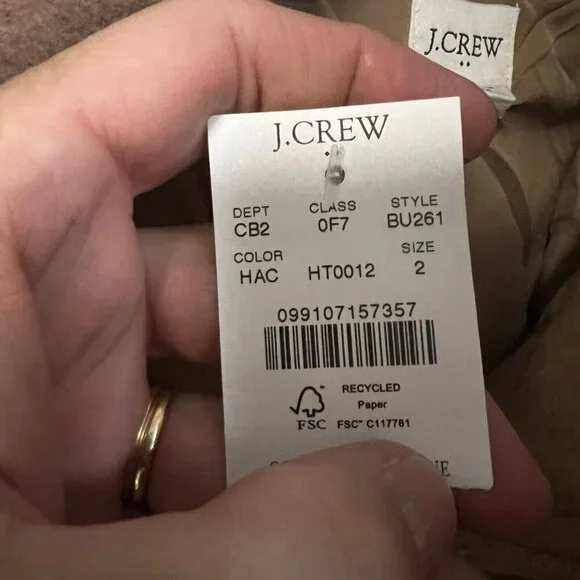 J.CREW
J.CREW
DEPT CLASS STYLE
CB2 0F7 BU261
COLOR SIZE
HAC HT0012 2
099107157357
RECYCLED
Paper
FSC™ C117761
FSC